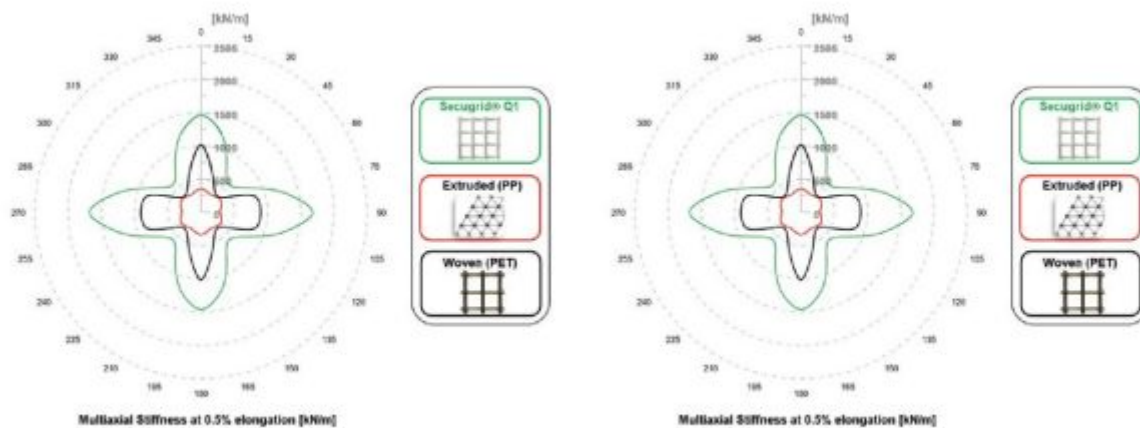 [kN/m]
0
345 15
330 30
2500
315 45
2000
300 60
1500
285 1000 75
500
270 0 90
255 105
240 120
225 135
210 150
195 165
180
Multiaxial Stiffness at 0.5% elongation [kN/m]
Secugrid® Q1
Extruded (PP)
Woven (PET)
[kN/m]
0
345 15
330 30
2500
315 45
2000
300 60
1500
285 1000 75
500
270 0 90
255 105
240 120
225 135
210 150
195 165
180
Multiaxial Stiffness at 0.5% elongation [kN/m]
Secugrid® Q1
Extruded (PP)
Woven (PET)